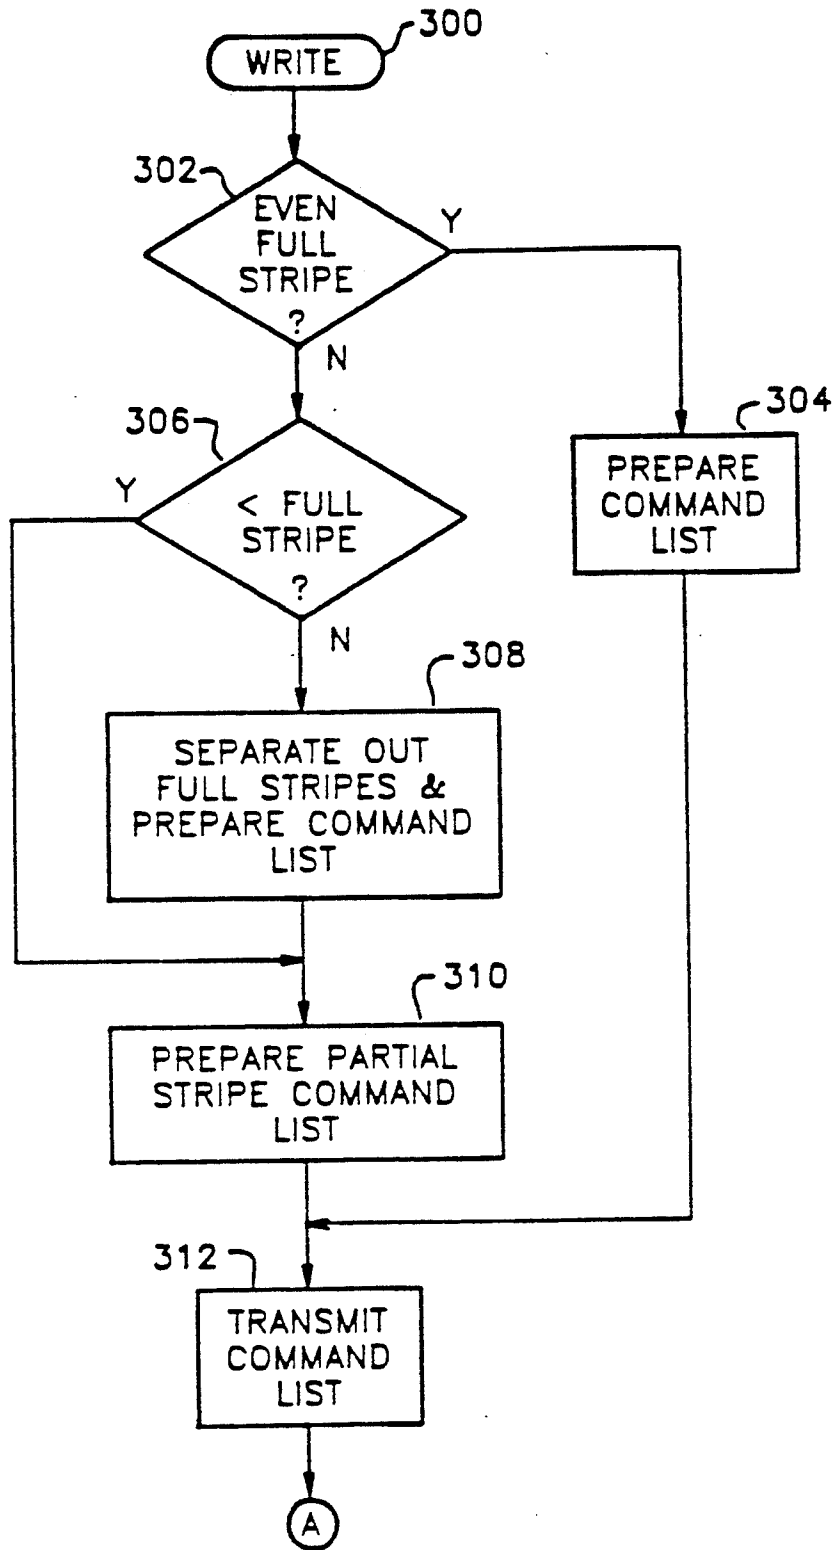 300
WRITE
302
EVEN
FULL
STRIPE
?
Y
N
304
PREPARE
COMMAND
LIST
306
Y
< FULL
STRIPE
?
N
308
SEPARATE OUT
FULL STRIPES &
PREPARE COMMAND
LIST
310
PREPARE PARTIAL
STRIPE COMMAND
LIST
312
TRANSMIT
COMMAND
LIST
A